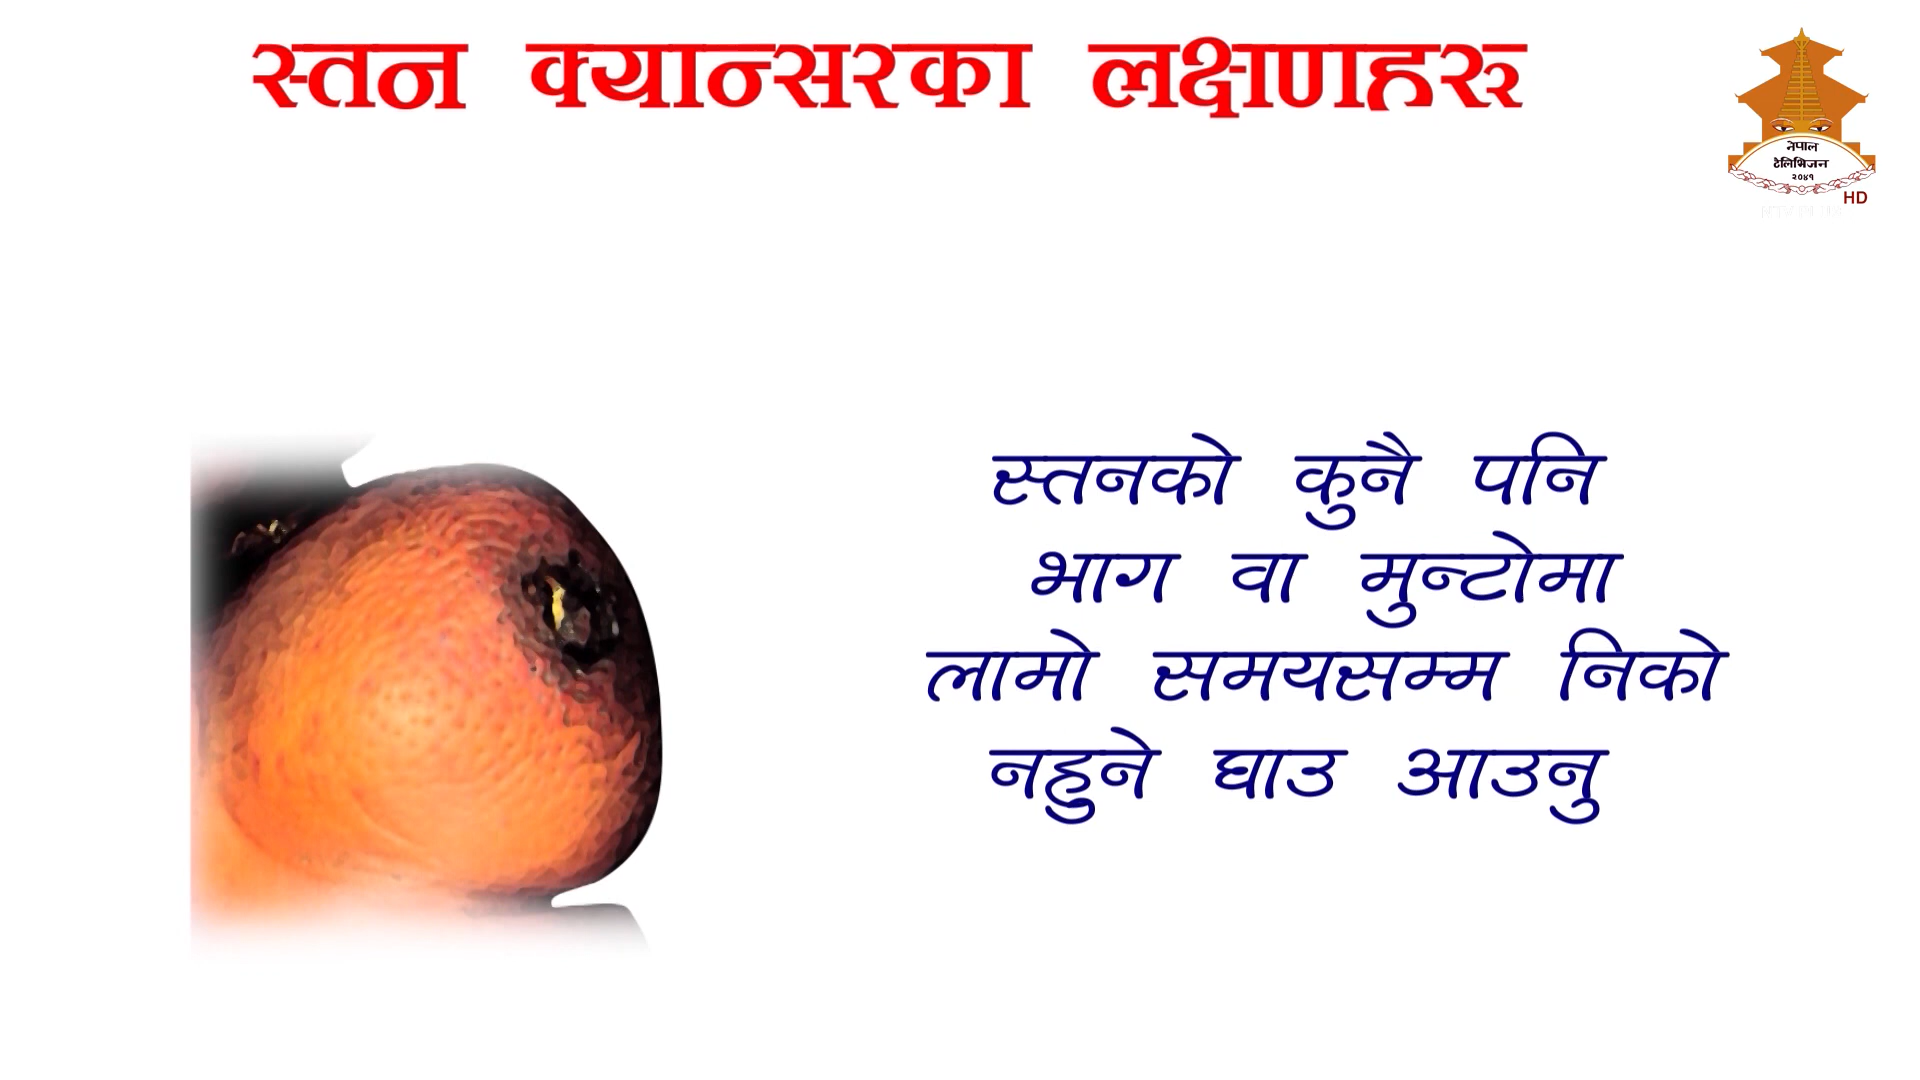 स्तन क्यान्सरका लक्षणहरु
नेपाल
टेलिभिजन
२०४१
HD
स्तनको कुनै पनि
भाग वा मुन्टोमा
लामो समयसम्म निको
नहुने घाउ आउनु